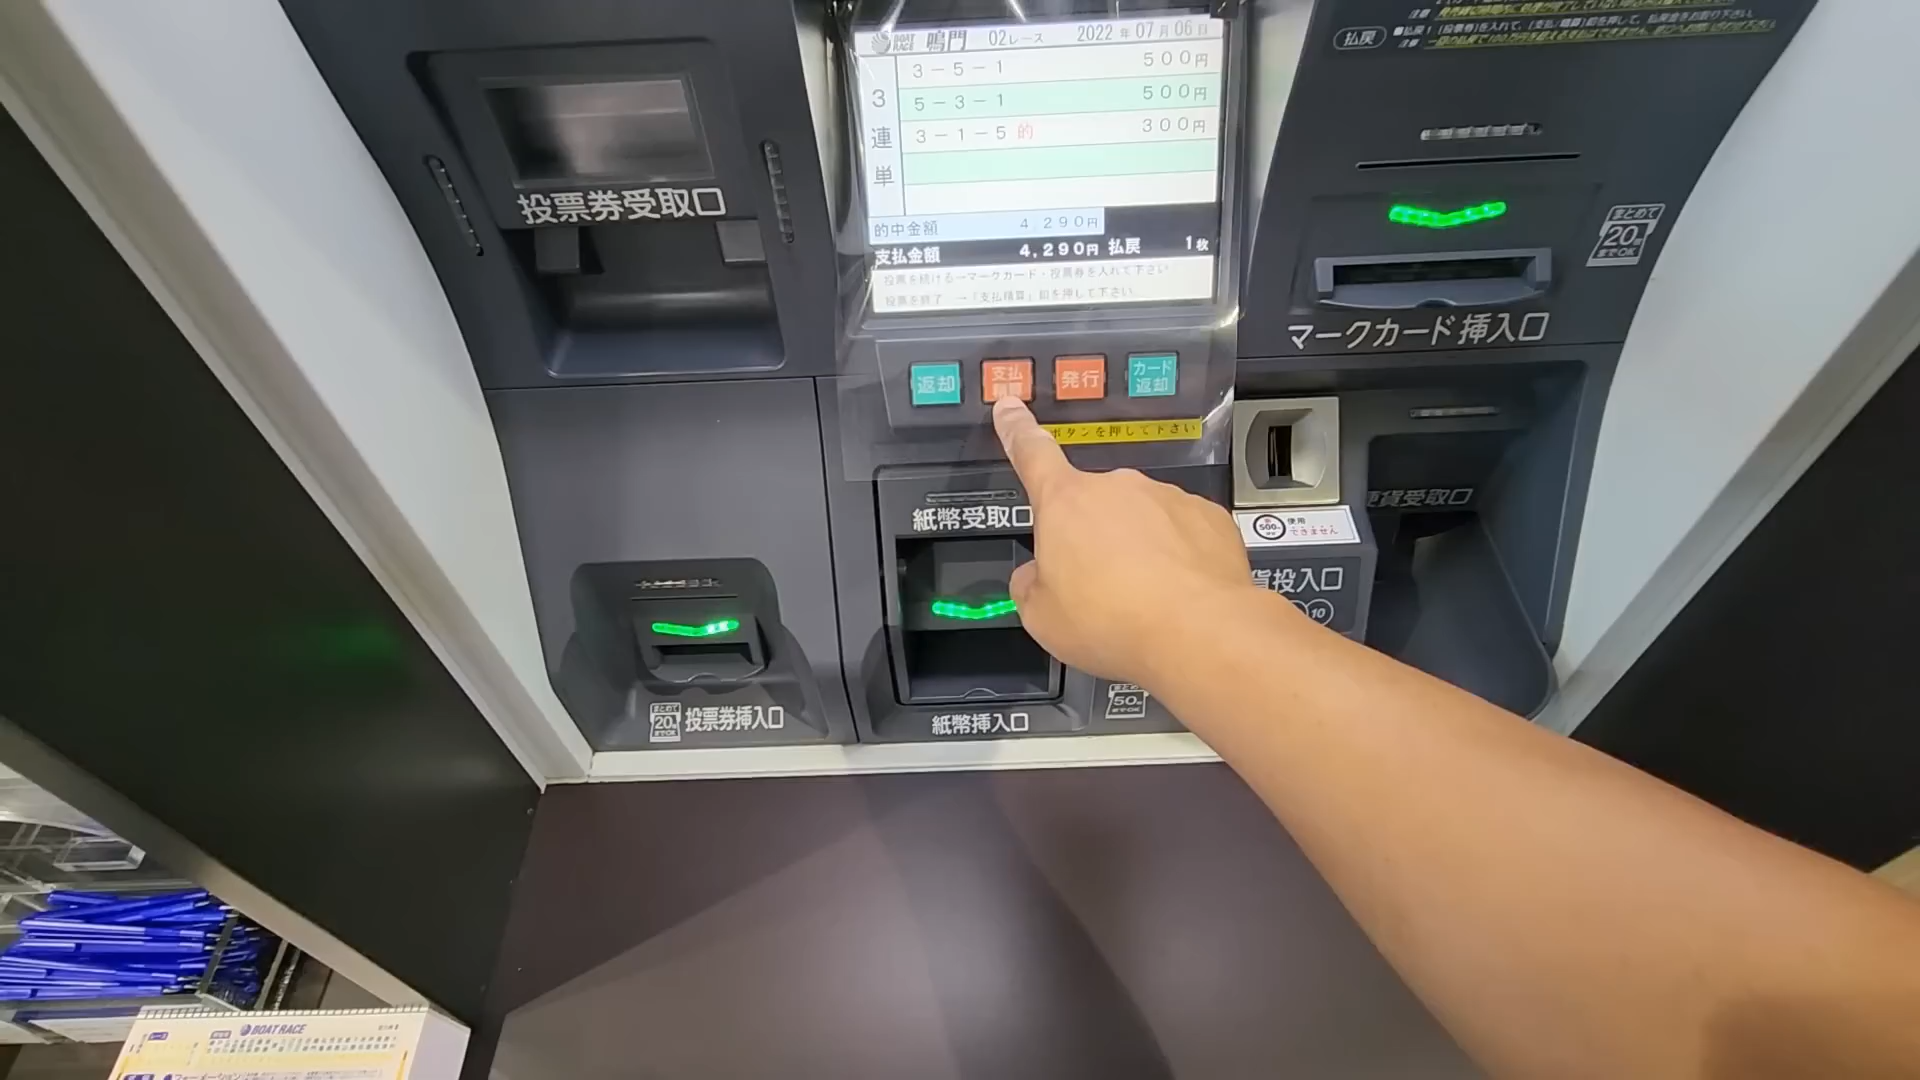 BOAT RACE 鳴門 02レース 2022年07月06日
3連単
3-5-1 500円
5-3-1 500円
3-1-5 的 300円
的中金額 4,290円
支払金額 4,290円 払戻 1枚
投票を続ける→マークカード・投票券を入れて下さい
投票を終了 →「支払精算」釦を押して下さい
返却
支払
発行
カード返却
ボタンを押して下さい
投票券受取口
払戻
まとめて20枚までOK
マークカード挿入口
紙幣受取口
貨受取口
500
使用できません
貨投入口
10
まとめて20枚までOK
投票券挿入口
紙幣挿入口
まとめて50枚までOK
BOAT RACE
フォーメーション